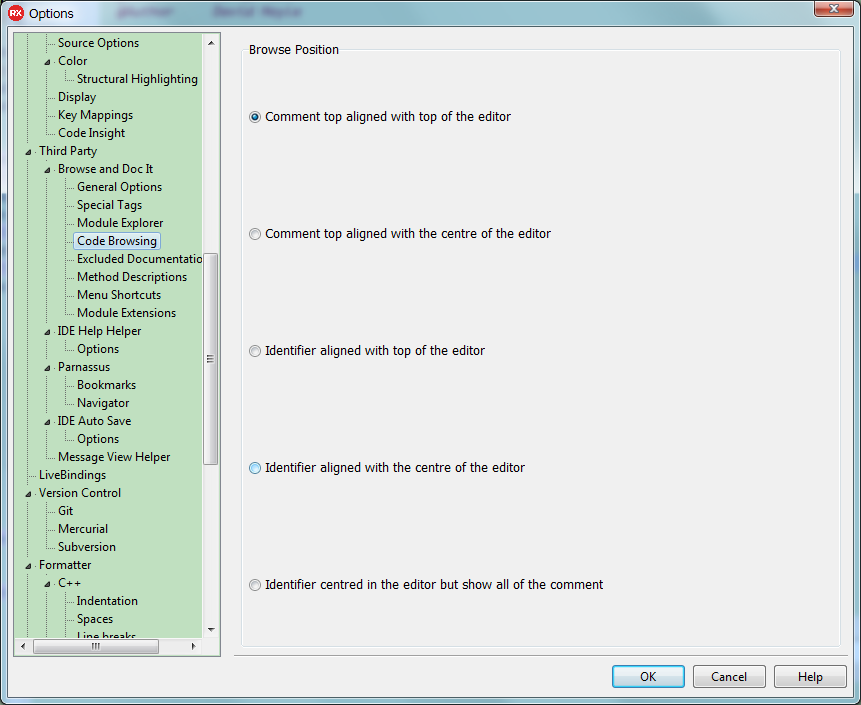 RX Options
Source Options
Color
Structural Highlighting
Display
Key Mappings
Code Insight
Third Party
Browse and Doc It
General Options
Special Tags
Module Explorer
Code Browsing
Excluded Documentatio
Method Descriptions
Menu Shortcuts
Module Extensions
IDE Help Helper
Options
Parnassus
Bookmarks
Navigator
IDE Auto Save
Options
Message View Helper
LiveBindings
Version Control
Git
Mercurial
Subversion
Formatter
C++
Indentation
Spaces
Line breaks
Browse Position
Comment top aligned with top of the editor
Comment top aligned with the centre of the editor
Identifier aligned with top of the editor
Identifier aligned with the centre of the editor
Identifier centred in the editor but show all of the comment
OK
Cancel
Help